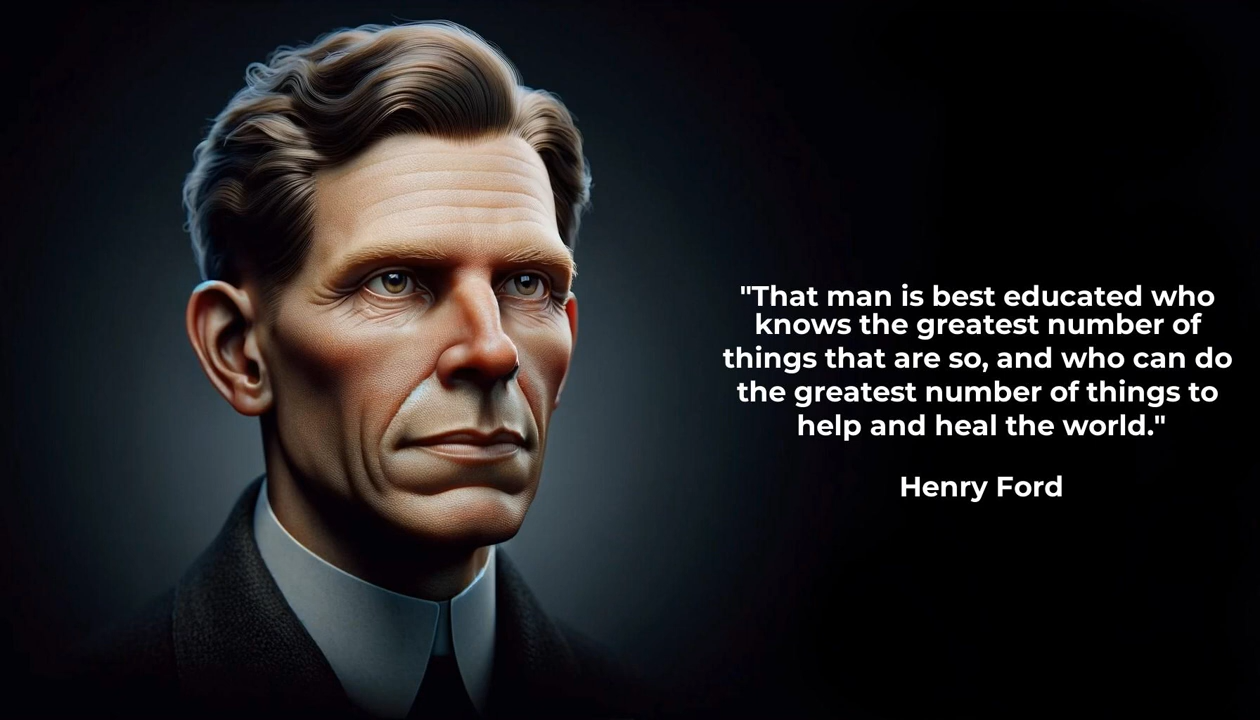 "That man is best educated who
knows the greatest number of
things that are so, and who can do
the greatest number of things to
help and heal the world."
Henry Ford